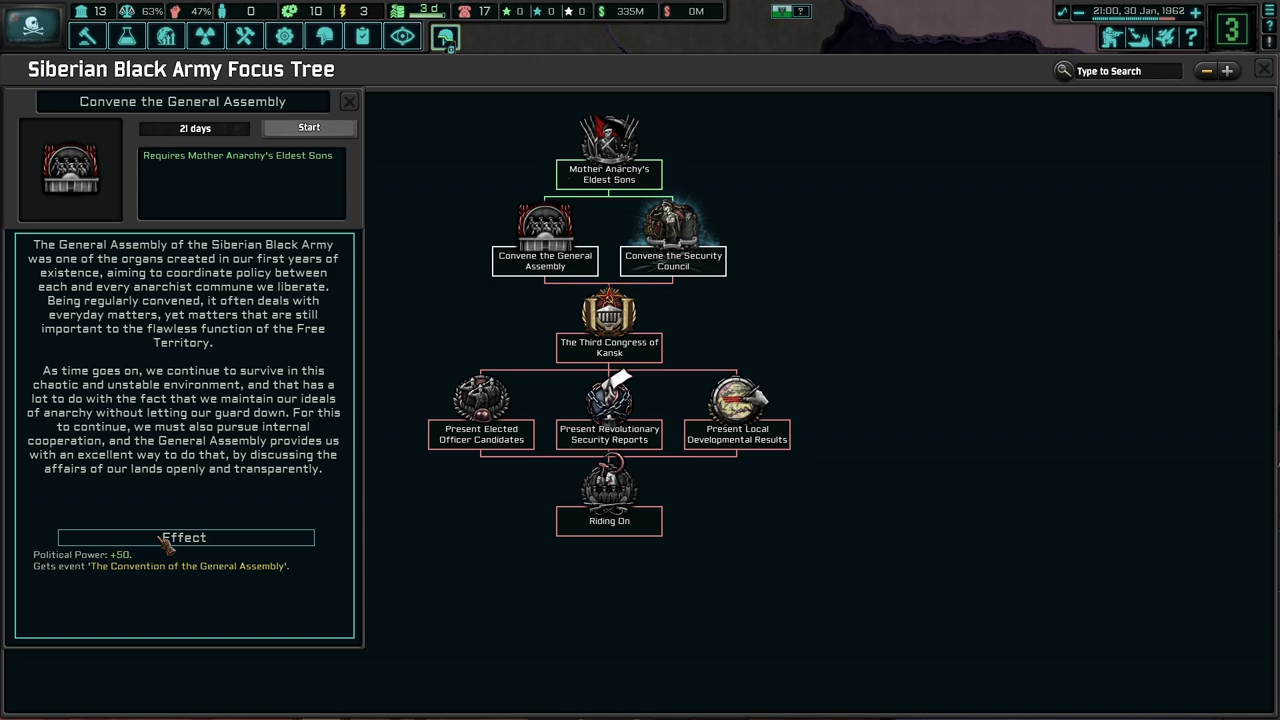 13 63% 47% 0 10 3 3 d 17 0 0 0 335M 0M 21:00, 30 Jan, 1962 3
Siberian Black Army Focus Tree
Type to Search
Convene the General Assembly
21 days
Start
Requires Mother Anarchy's Eldest Sons
The General Assembly of the Siberian Black Army
was one of the organs created in our first years of
existence, aiming to coordinate policy between
each and every anarchist commune we liberate.
Being regularly convened, it often deals with
everyday matters, yet matters that are still
important to the flawless function of the Free
Territory.
As time goes on, we continue to survive in this
chaotic and unstable environment, and that has a
lot to do with the fact that we maintain our ideals
of anarchy without letting our guard down. For this
to continue, we must also pursue internal
cooperation, and the General Assembly provides us
with an excellent way to do that, by discussing the
affairs of our lands openly and transparently.
Effect
Political Power: +50.
Gets event 'The Convention of the General Assembly'.
Mother Anarchy's
Eldest Sons
Convene the General
Assembly
Convene the Security
Council
The Third Congress of
Kansk
Present Elected
Officer Candidates
Present Revolutionary
Security Reports
Present Local
Developmental Results
Riding On